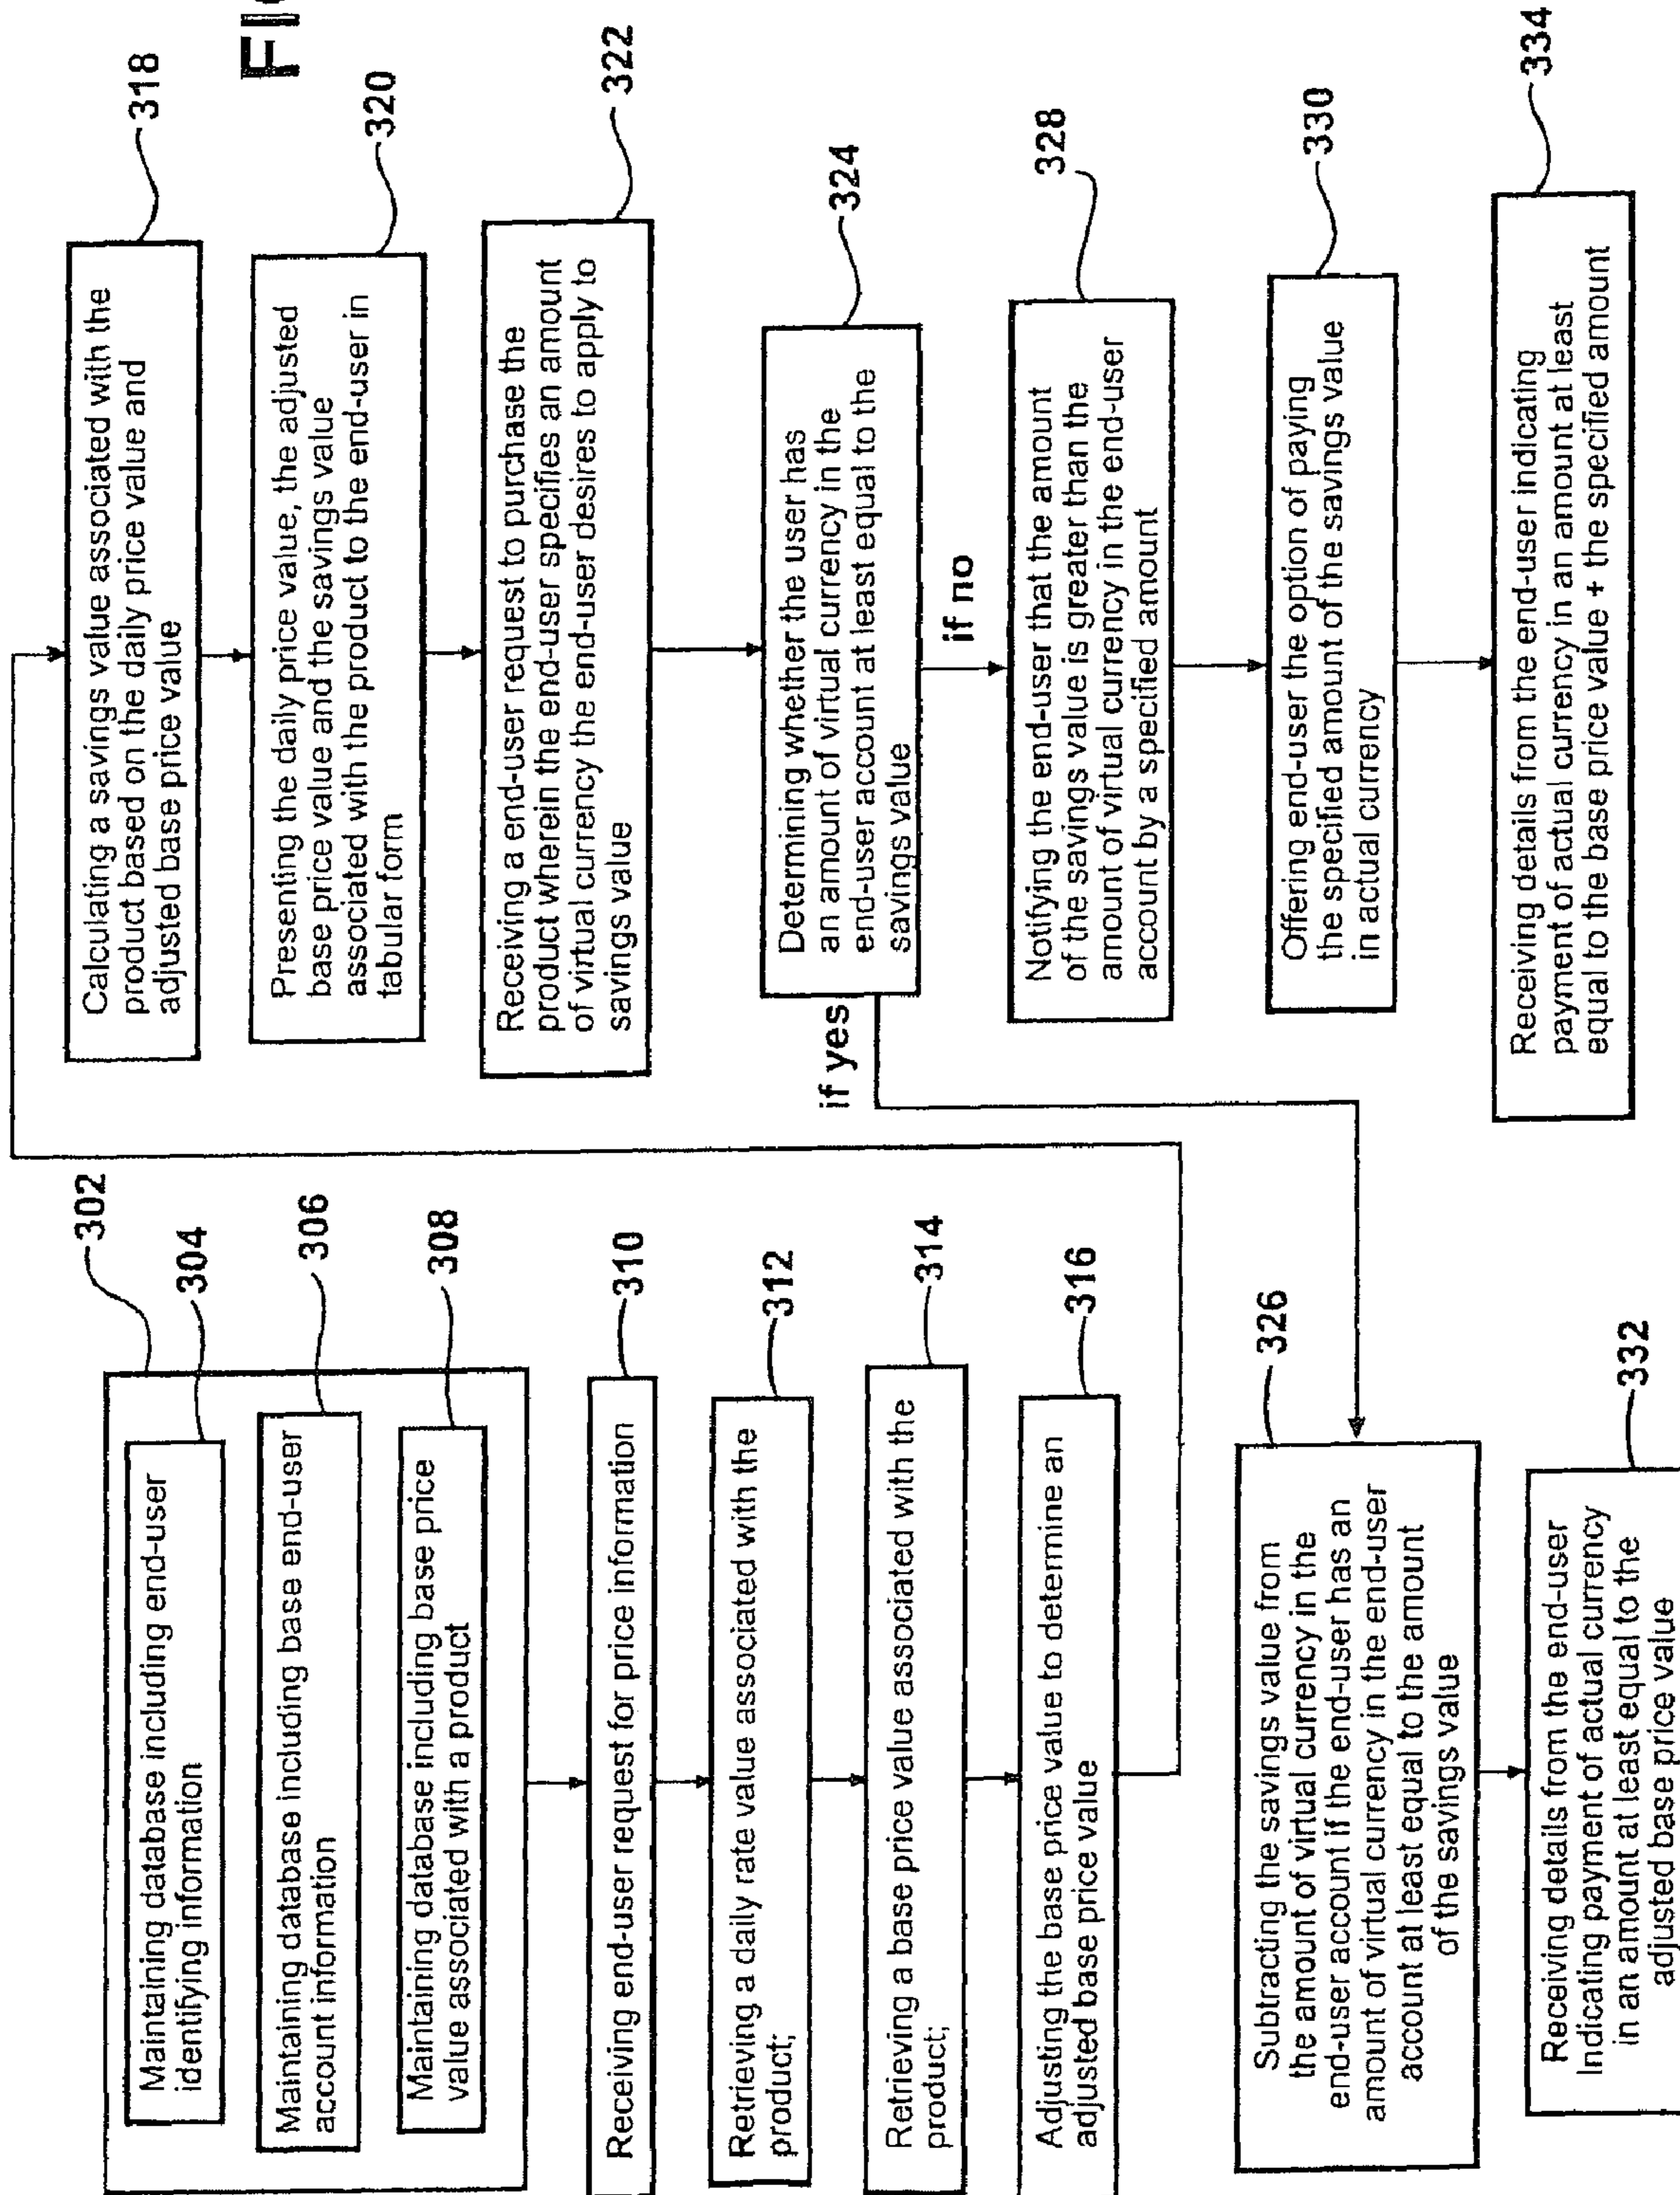 302
304
Maintaining database including end-user
identifying information
306
Maintaining database including base end-user
account information
308
Maintaining database including base price
value associated with a product
310
Receiving end-user request for price information
312
Retrieving a daily rate value associated with the
product;
314
Retrieving a base price value associated with the
product;
316
Adjusting the base price value to determine an
adjusted base price value
318
Calculating a savings value associated with the
product based on the daily price value and
adjusted base price value
320
Presenting the daily price value, the adjusted
base price value and the savings value
associated with the product to the end-user in
tabular form
322
Receiving a end-user request to purchase the
product wherein the end-user specifies an amount
of virtual currency the end-user desires to apply to
savings value
324
Determining whether the user has
an amount of virtual currency in the
end-user account at least equal to the
savings value
if yes
if no
326
Subtracting the savings value from
the amount of virtual currency in the
end-user account if the end-user has an
amount of virtual currency in the end-user
account at least equal to the amount
of the savings value
328
Notifying the end-user that the amount
of the savings value is greater than the
amount of virtual currency in the end-user
account by a specified amount
330
Offering end-user the option of paying
the specified amount of the savings value
in actual currency
332
Receiving details from the end-user
Indicating payment of actual currency
in an amount at least equal to the
adjusted base price value
334
Receiving details from the end-user indicating
payment of actual currency in an amount at least
equal to the base price value + the specified amount